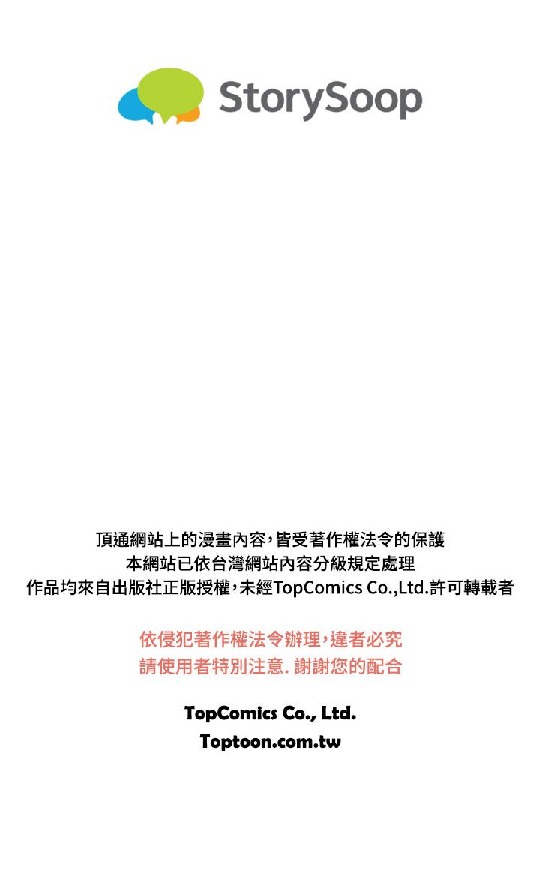 StorySoop
頂通網站上的漫畫內容,皆受著作權法令的保護
本網站已依台灣網站內容分級規定處理
作品均來自出版社正版授權,未經TopComics Co.,Ltd.許可轉載者
依侵犯著作權法令辦理,違者必究
請使用者特別注意. 謝謝您的配合
TopComics Co., Ltd.
Toptoon.com.tw